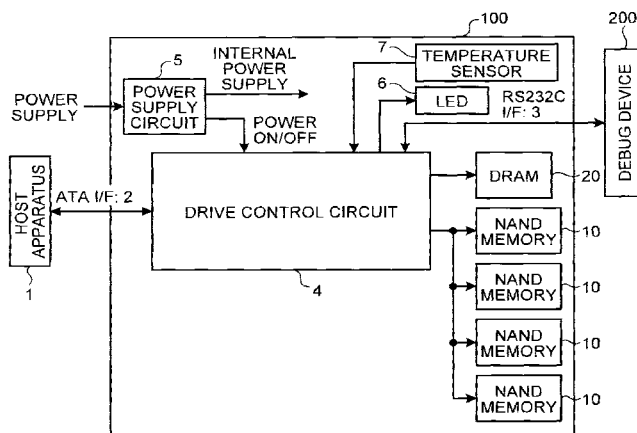 100
200
5
INTERNAL
POWER
SUPPLY
7
TEMPERATURE
SENSOR
POWER
SUPPLY
POWER
SUPPLY
CIRCUIT
6
LED
RS232C
I/F: 3
DEBUG DEVICE
POWER
ON/OFF
HOST
APPARATUS
ATA I/F: 2
DRIVE CONTROL CIRCUIT
DRAM
20
NAND
MEMORY
10
1
4
NAND
MEMORY
10
NAND
MEMORY
10
NAND
MEMORY
10